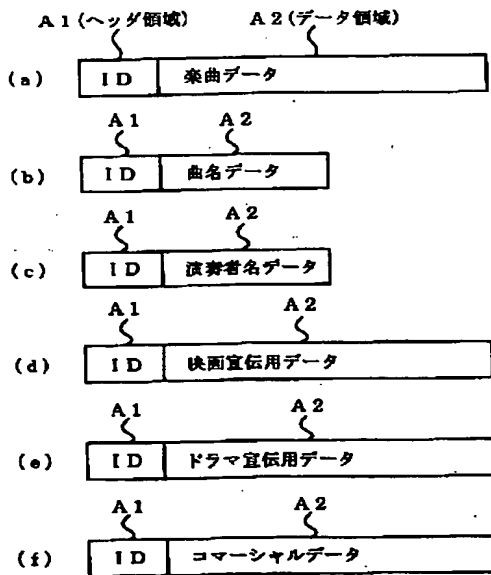 A1(ヘッダ領域) A2(データ領域)
(a) ID 楽曲データ
A1 A2
(b) ID 曲名データ
A1 A2
(c) ID 演奏者名データ
A1 A2
(d) ID 映画宣伝用データ
A1 A2
(e) ID ドラマ宣伝用データ
A1 A2
(f) ID コマーシャルデータ